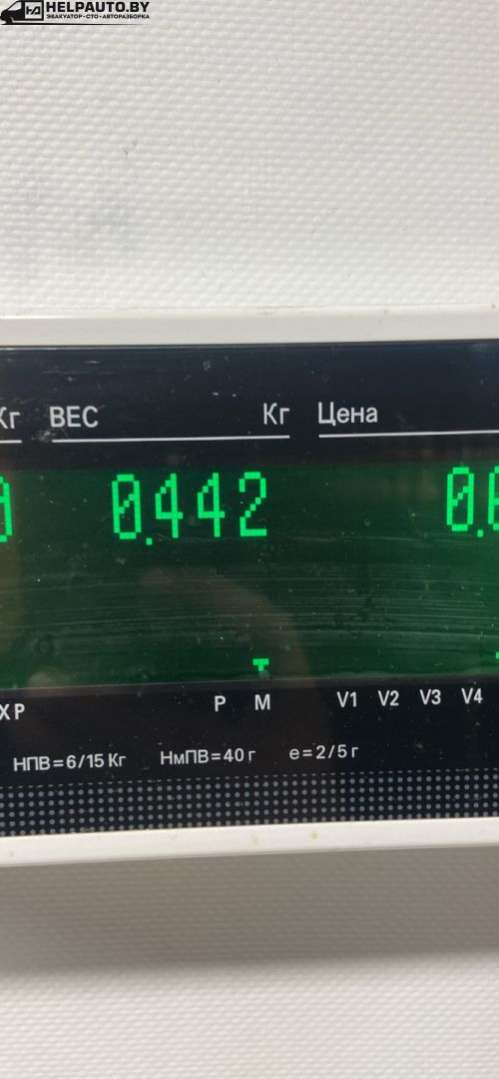 HELPAUTO.BY
ЭВАКУАТОР•СТО•АВТОРАЗБОРКА
Кг ВЕС Кг Цена
0.442 0.
ХР Р М V1 V2 V3 V4
НПВ=6/15 Кг НмПВ=40 г е=2/5 г